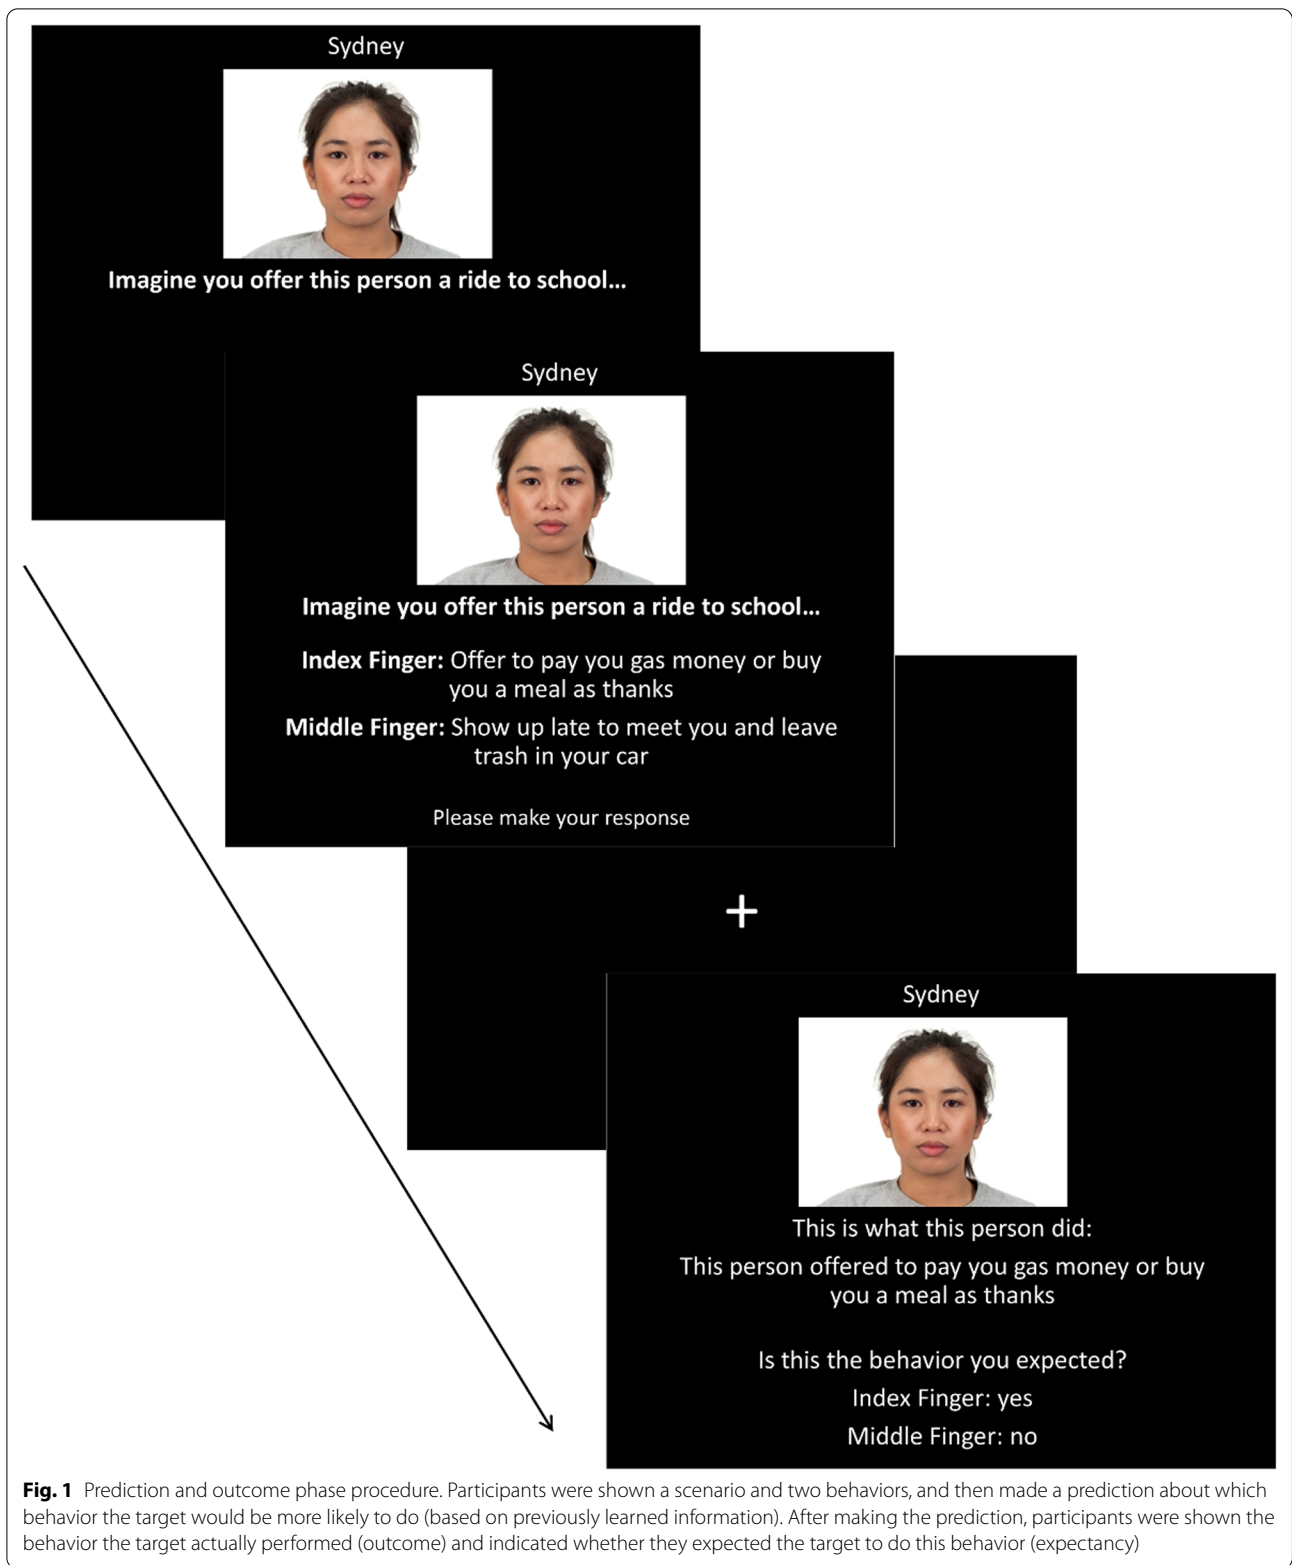 Sydney
Imagine you offer this person a ride to school...
Sydney
Imagine you offer this person a ride to school...
Index Finger: Offer to pay you gas money or buy
you a meal as thanks
Middle Finger: Show up late to meet you and leave
trash in your car
Please make your response
+
Sydney
This is what this person did:
This person offered to pay you gas money or buy
you a meal as thanks
Is this the behavior you expected?
Index Finger: yes
Middle Finger: no
Fig. 1 Prediction and outcome phase procedure. Participants were shown a scenario and two behaviors, and then made a prediction about which
behavior the target would be more likely to do (based on previously learned information). After making the prediction, participants were shown the
behavior the target actually performed (outcome) and indicated whether they expected the target to do this behavior (expectancy)